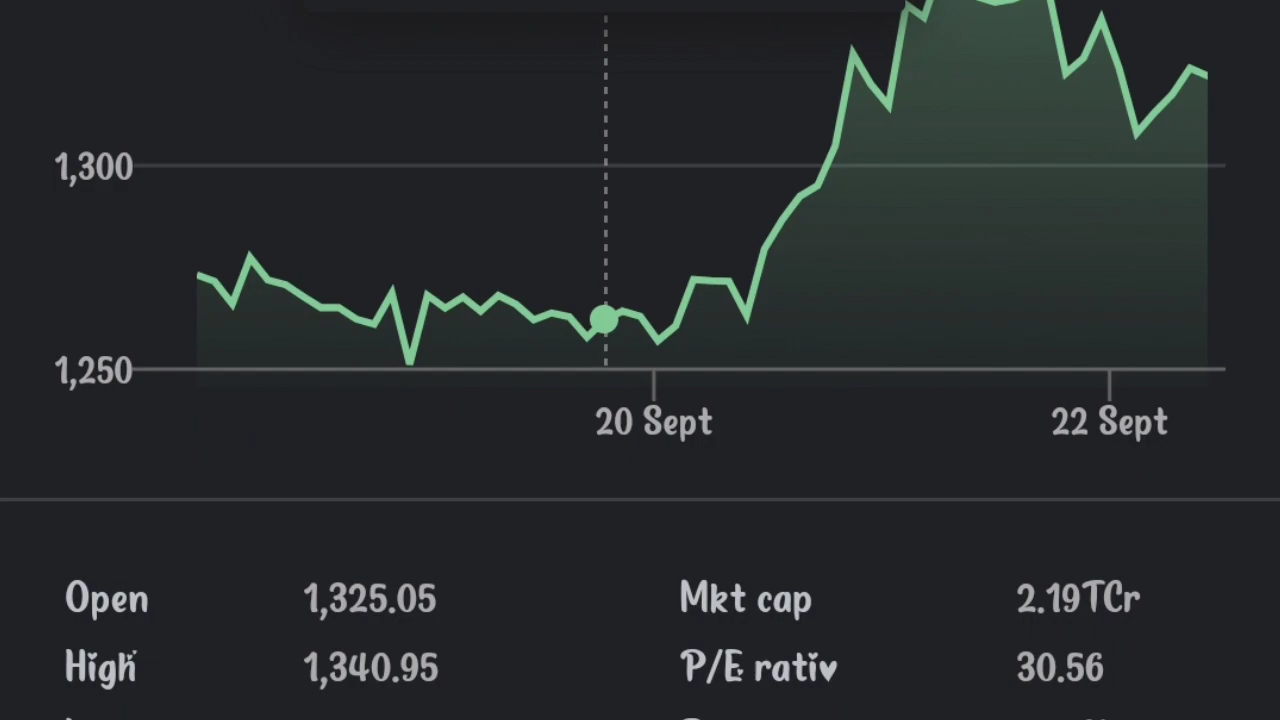 1,300
1,250
20 Sept 22 Sept
Open 1,325.05 Mkt cap 2.19TCr
High 1,340.95 P/E ratio 30.56